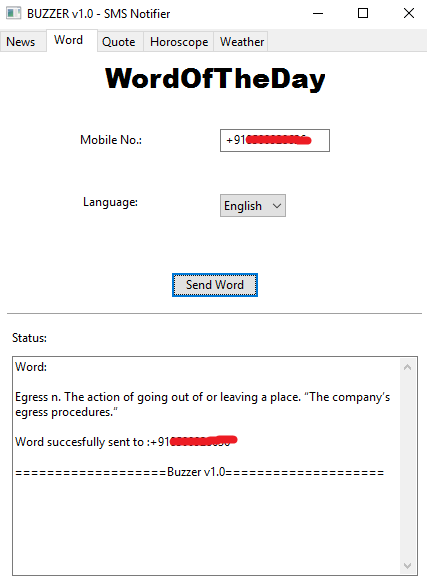 BUZZER v1.0 - SMS Notifier
News Word Quote Horoscope Weather
WordOfTheDay
Mobile No.: +91
Language: English
Send Word
Status:
Word:
Egress n. The action of going out of or leaving a place. “The company’s
egress procedures.”
Word succesfully sent to :+91
===================Buzzer v1.0====================